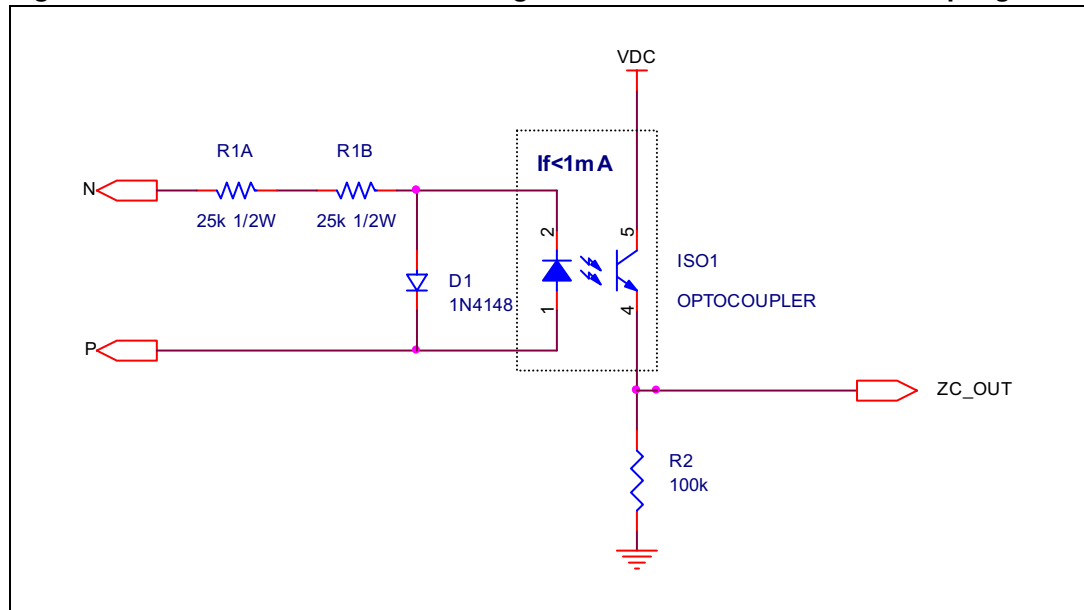 VDC
R1A
R1B
If<1mA
N
25k 1/2W
25k 1/2W
2
5
D1
1N4148
ISO1
OPTOCOUPLER
1
4
P
ZC_OUT
R2
100k